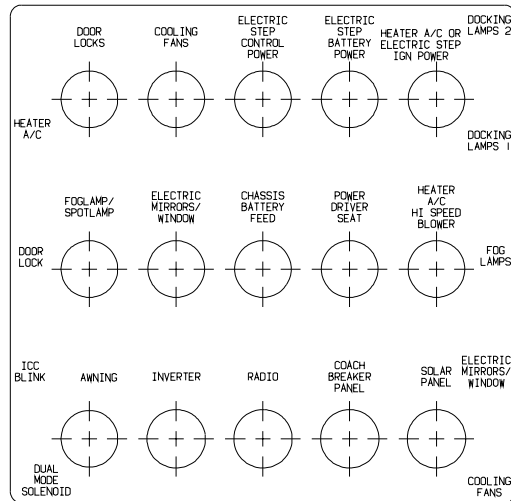 DOOR
LOCKS
COOLING
FANS
ELECTRIC
STEP
CONTROL
POWER
ELECTRIC
STEP
BATTERY
POWER
HEATER A/C OR
ELECTRIC STEP
IGN POWER
DOCKING
LAMPS 2
HEATER
A/C
DOCKING
LAMPS 1
FOGLAMP/
SPOTLAMP
ELECTRIC
MIRRORS/
WINDOW
CHASSIS
BATTERY
FEED
POWER
DRIVER
SEAT
HEATER
A/C
HI SPEED
BLOWER
DOOR
LOCK
FOG
LAMPS
ICC
BLINK
AWNING
INVERTER
RADIO
COACH
BREAKER
PANEL
SOLAR
PANEL
ELECTRIC
MIRRORS/
WINDOW
DUAL
MODE
SOLENOID
COOLING
FANS